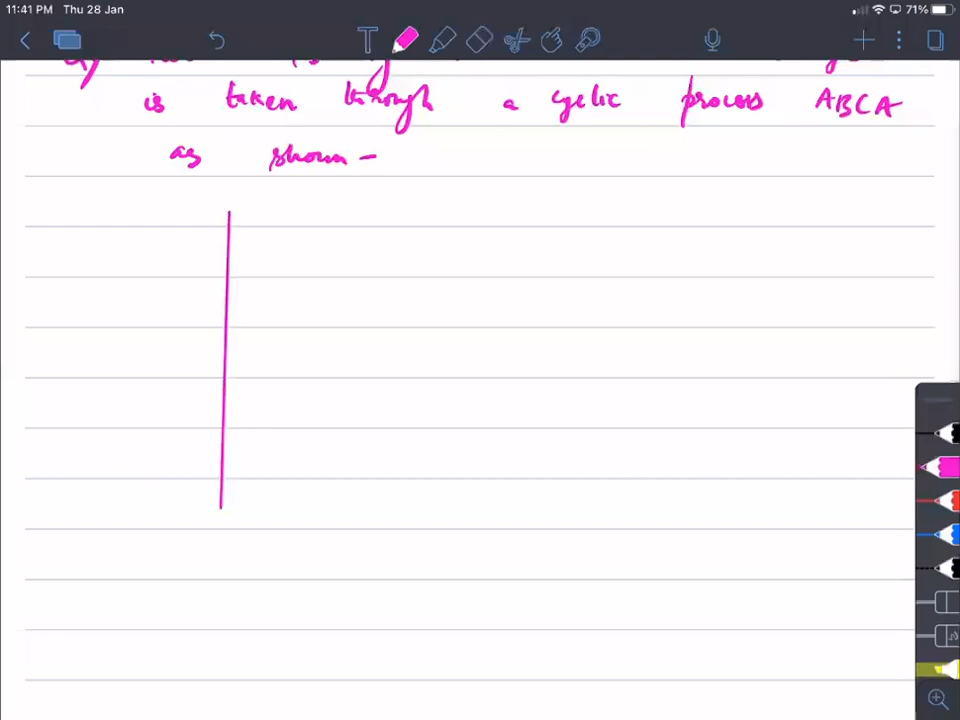 11:41 PM Thu 28 Jan 71%
T
is taken through a cyclic process ABCA
as shown -